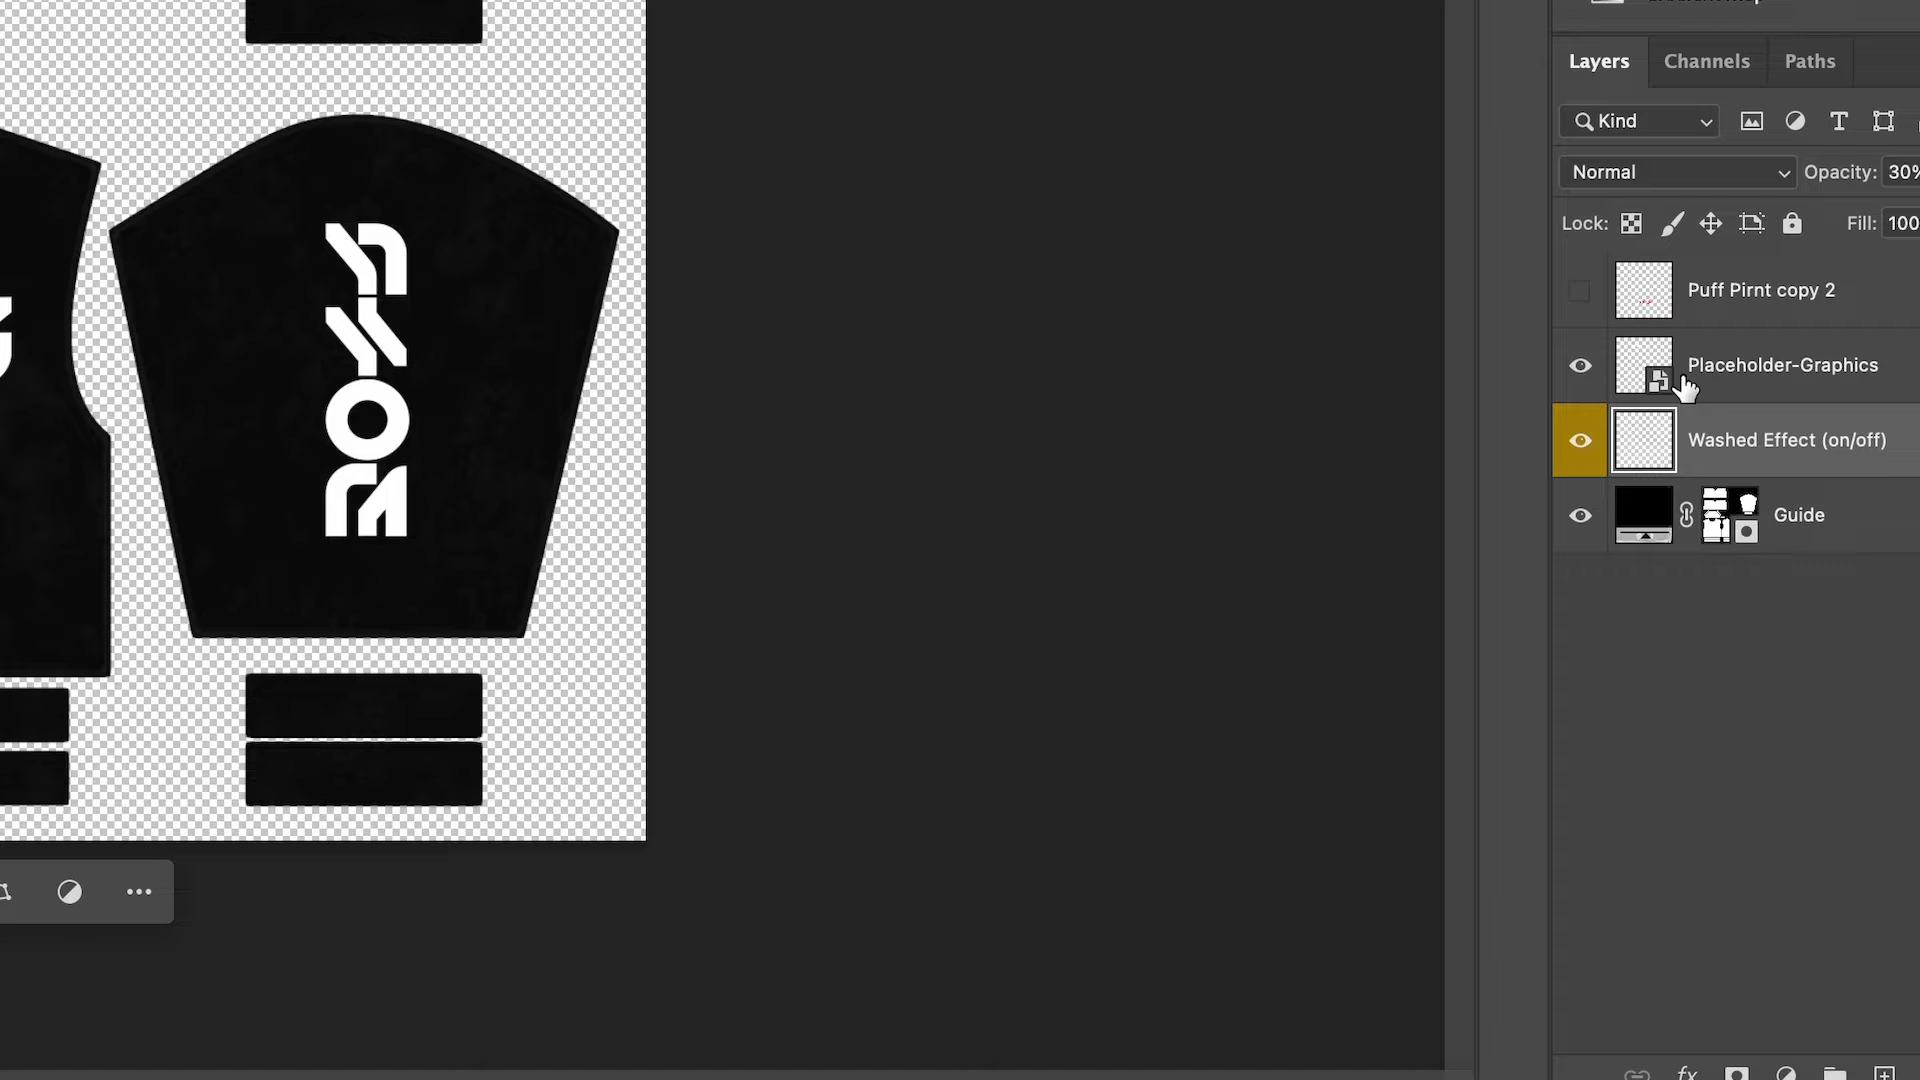 Layers Channels Paths
Kind
Normal Opacity: 30%
Lock: Fill: 100
Puff Pirnt copy 2
Placeholder-Graphics
Washed Effect (on/off)
Guide
fx